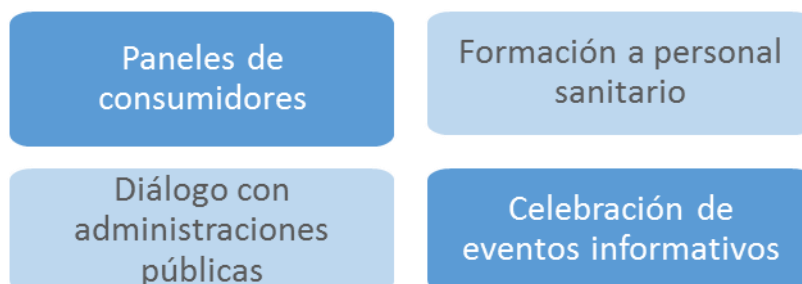 Paneles de
consumidores
Formación a personal
sanitario
Diálogo con
administraciones
públicas
Celebración de
eventos informativos